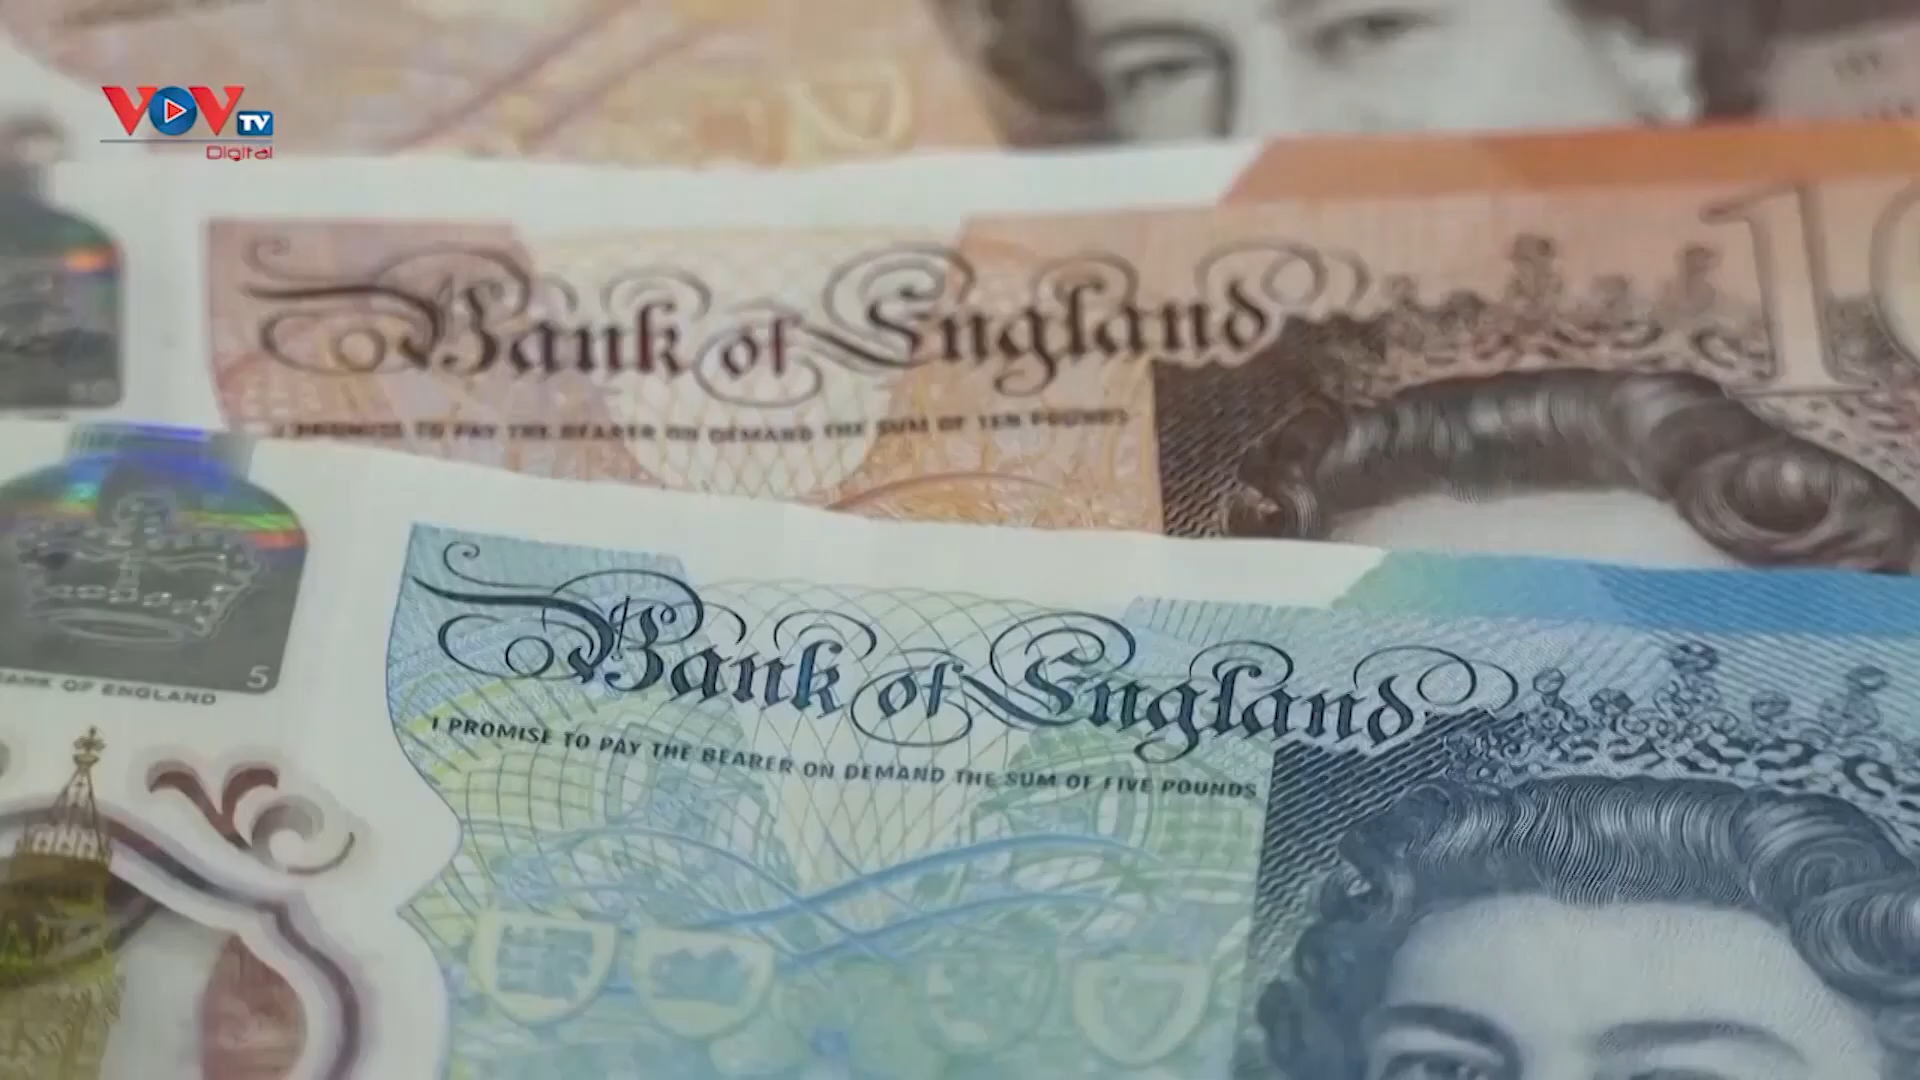 VOV TV
Digital
10
Bank of England
I PROMISE TO PAY THE BEARER ON DEMAND THE SUM OF TEN POUNDS
5
BANK OF ENGLAND
Bank of England
I PROMISE TO PAY THE BEARER ON DEMAND THE SUM OF FIVE POUNDS